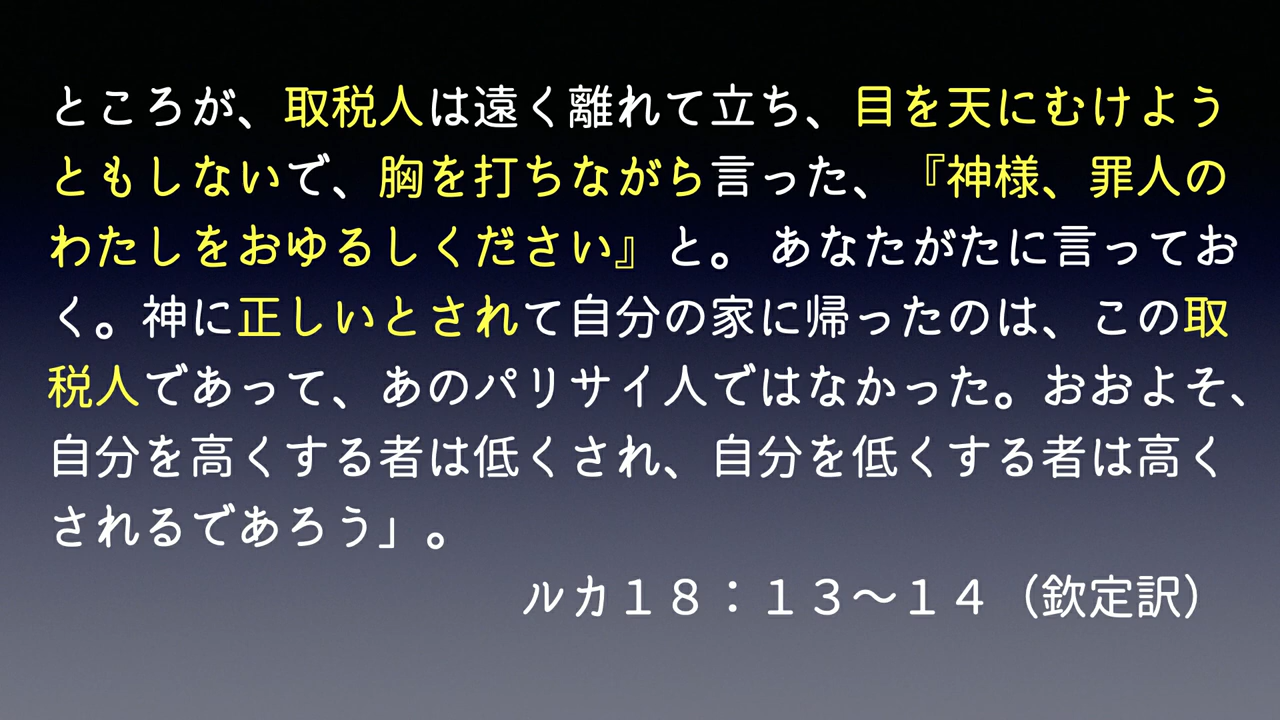 ところが、取税人は遠く離れて立ち、目を天にむけよう
ともしないで、胸を打ちながら言った、『神様、罪人の
わたしをおゆるしください』と。あなたがたに言ってお
く。神に正しいとされて自分の家に帰ったのは、この取
税人であって、あのパリサイ人ではなかった。おおよそ、
自分を高くする者は低くされ、自分を低くする者は高く
されるであろう」。
ルカ１８：１３〜１４（欽定訳）